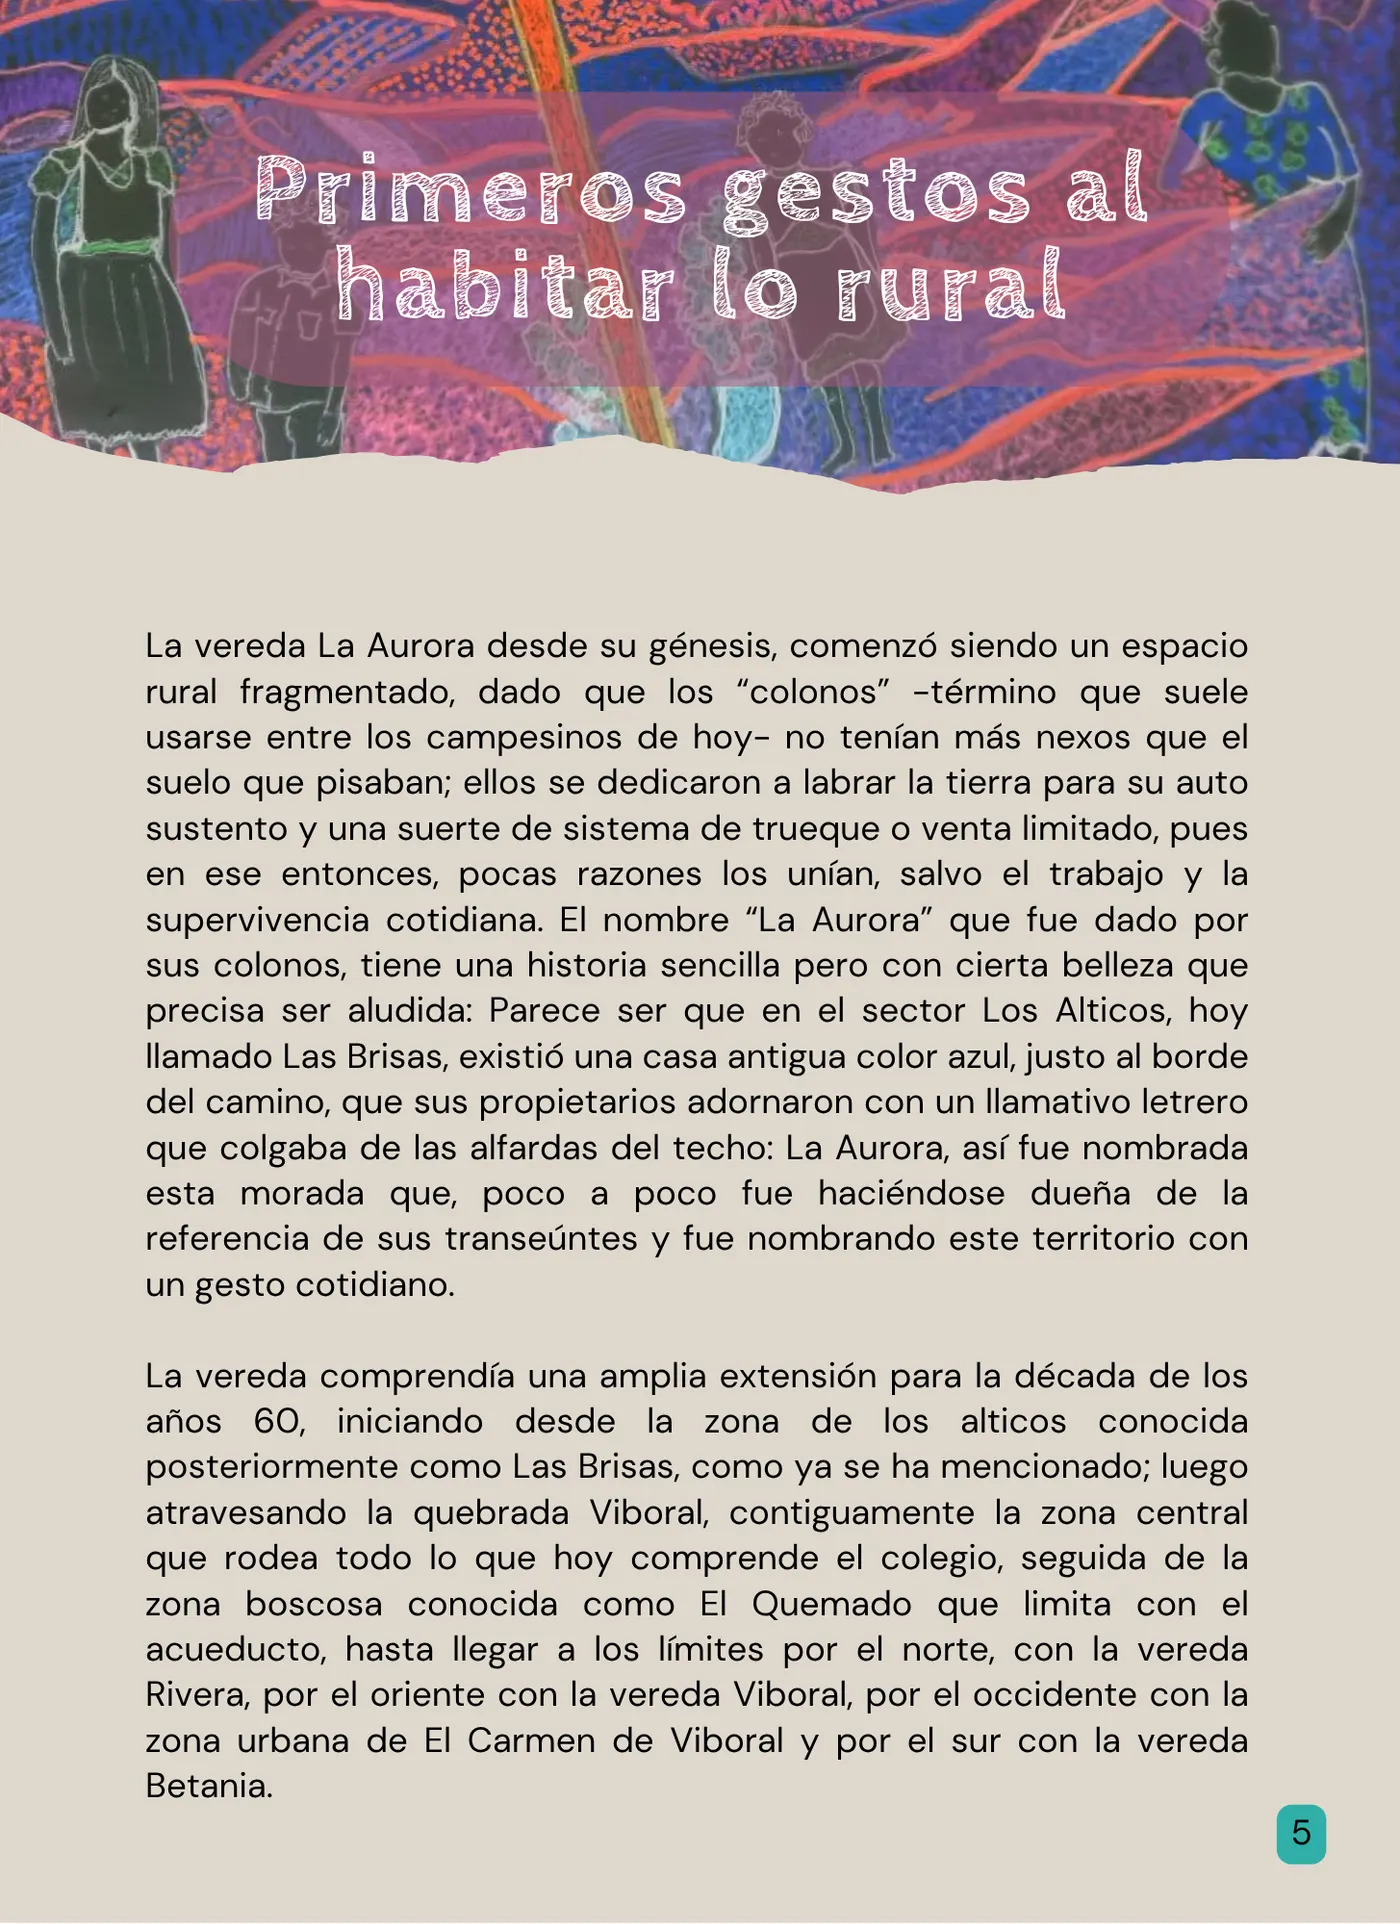 Primeros gestos al
habitar lo rural
La vereda La Aurora desde su génesis, comenzó siendo un espacio
rural fragmentado, dado que los “colonos” -término que suele
usarse entre los campesinos de hoy- no tenían más nexos que el
suelo que pisaban; ellos se dedicaron a labrar la tierra para su auto
sustento y una suerte de sistema de trueque o venta limitado, pues
en ese entonces, pocas razones los unían, salvo el trabajo y la
supervivencia cotidiana. El nombre “La Aurora” que fue dado por
sus colonos, tiene una historia sencilla pero con cierta belleza que
precisa ser aludida: Parece ser que en el sector Los Alticos, hoy
llamado Las Brisas, existió una casa antigua color azul, justo al borde
del camino, que sus propietarios adornaron con un llamativo letrero
que colgaba de las alfardas del techo: La Aurora, así fue nombrada
esta morada que, poco a poco fue haciéndose dueña de la
referencia de sus transeúntes y fue nombrando este territorio con
un gesto cotidiano.
La vereda comprendía una amplia extensión para la década de los
años 60, iniciando desde la zona de los alticos conocida
posteriormente como Las Brisas, como ya se ha mencionado; luego
atravesando la quebrada Viboral, contiguamente la zona central
que rodea todo lo que hoy comprende el colegio, seguida de la
zona boscosa conocida como El Quemado que limita con el
acueducto, hasta llegar a los límites por el norte, con la vereda
Rivera, por el oriente con la vereda Viboral, por el occidente con la
zona urbana de El Carmen de Viboral y por el sur con la vereda
Betania.
5